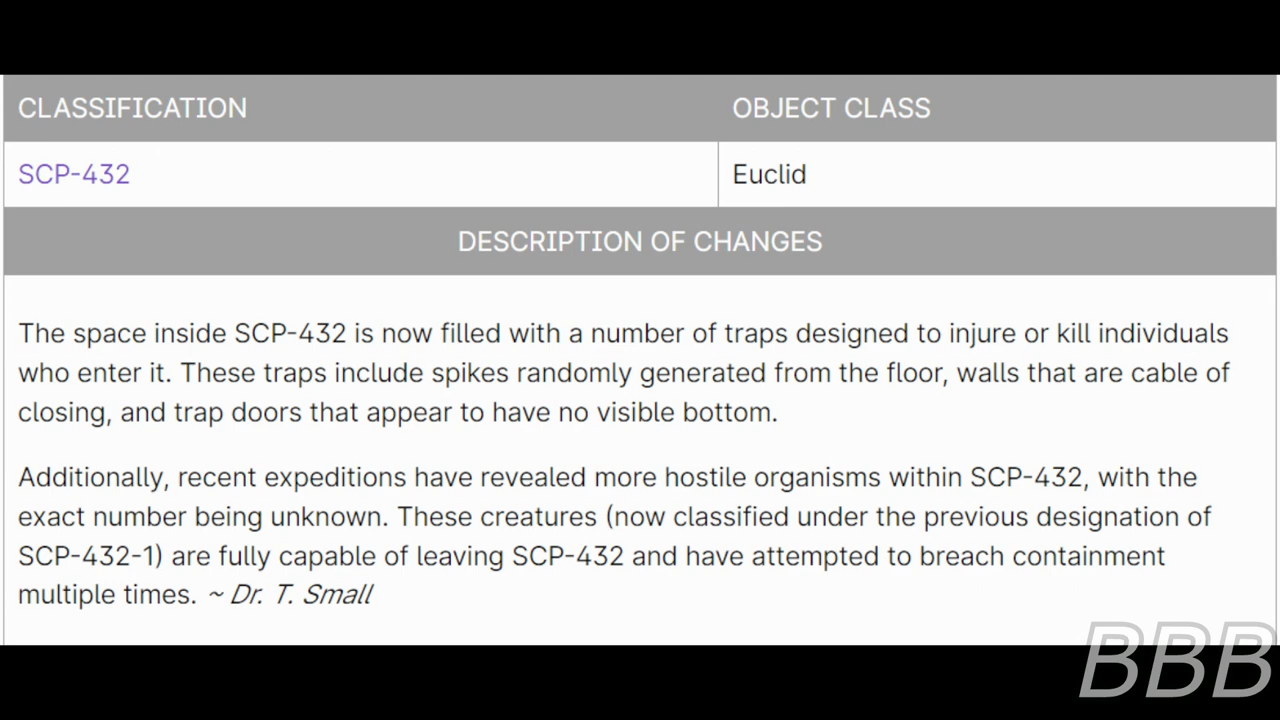 CLASSIFICATION
OBJECT CLASS
SCP-432
Euclid
DESCRIPTION OF CHANGES
The space inside SCP-432 is now filled with a number of traps designed to injure or kill individuals
who enter it. These traps include spikes randomly generated from the floor, walls that are cable of
closing, and trap doors that appear to have no visible bottom.
Additionally, recent expeditions have revealed more hostile organisms within SCP-432, with the
exact number being unknown. These creatures (now classified under the previous designation of
SCP-432-1) are fully capable of leaving SCP-432 and have attempted to breach containment
multiple times. ~ Dr. T. Small
BBB